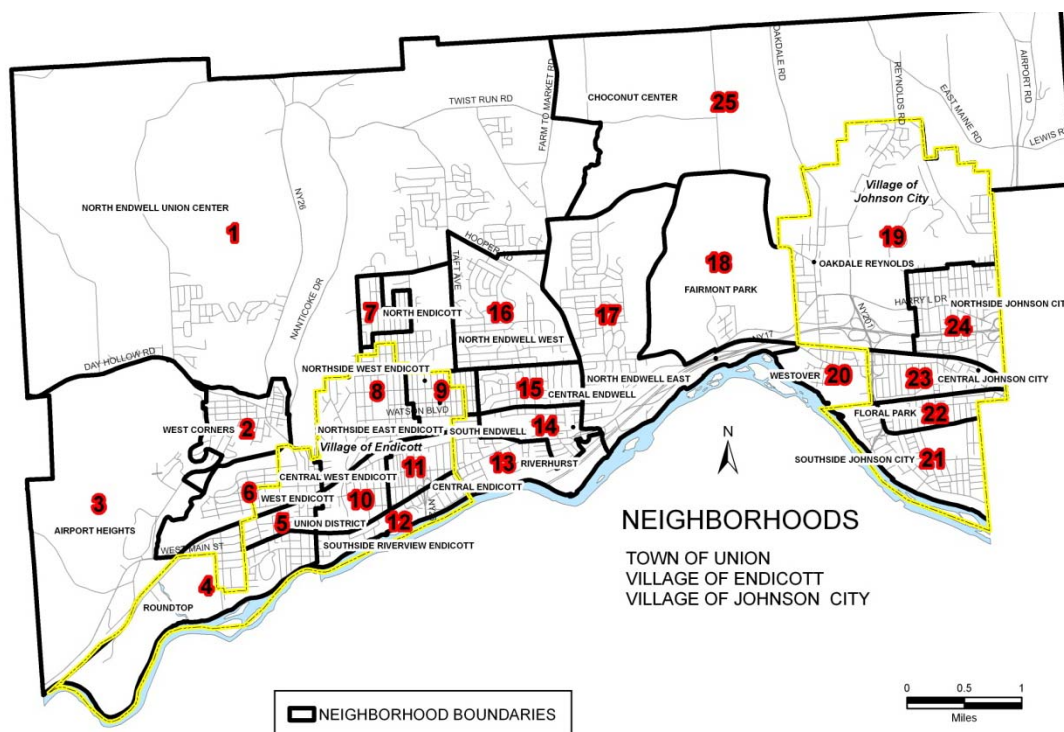 CHOCONUT CENTER
25
TWIST RUN RD
FARM TO MARKET RD
OAKDALE RD
REYNOLDS RD
EAST MAINE RD
AIRPORT RD
LEWIS R
Village of
Johnson City
NORTH ENDWELL UNION CENTER
1
NY26
NANTICOKE DR
HOOPER RD
TAFT AVE
19
OAKDALE REYNOLDS
18
FAIRMONT PARK
7
NORTH ENDICOTT
16
NORTH ENDWELL WEST
17
NY201
HARRY L DR
NORTHSIDE JOHNSON CIT
24
NY17
DAY HOLLOW RD
NORTHSIDE WEST ENDICOTT
8
9
15
CENTRAL ENDWELL
NORTH ENDWELL EAST
WESTOVER
20
23
CENTRAL JOHNSON CITY
WATSON BLVD
WEST CORNERS
2
NORTHSIDE EAST ENDICOTT
SOUTH ENDWELL
14
FLORAL PARK
22
Village of Endicott
11
13
RIVERHURST
SOUTHSIDE JOHNSON CITY
21
N
CENTRAL WEST ENDICOTT
6
WEST ENDICOTT
10
CENTRAL ENDICOTT
3
AIRPORT HEIGHTS
5
UNION DISTRICT
12
WEST MAIN ST
SOUTHSIDE RIVERVIEW ENDICOTT
4
ROUNDTOP
NEIGHBORHOODS
TOWN OF UNION
VILLAGE OF ENDICOTT
VILLAGE OF JOHNSON CITY
NEIGHBORHOOD BOUNDARIES
0 0.5 1
Miles